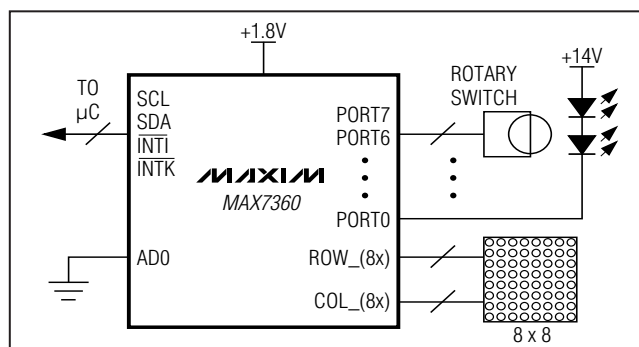 +1.8V
+14V
TO
µC
SCL
SDA
INTI
INTK
AD0
MAXIM
MAX7360
PORT7
PORT6
PORT0
ROW_(8x)
COL_(8x)
ROTARY
SWITCH
8 x 8